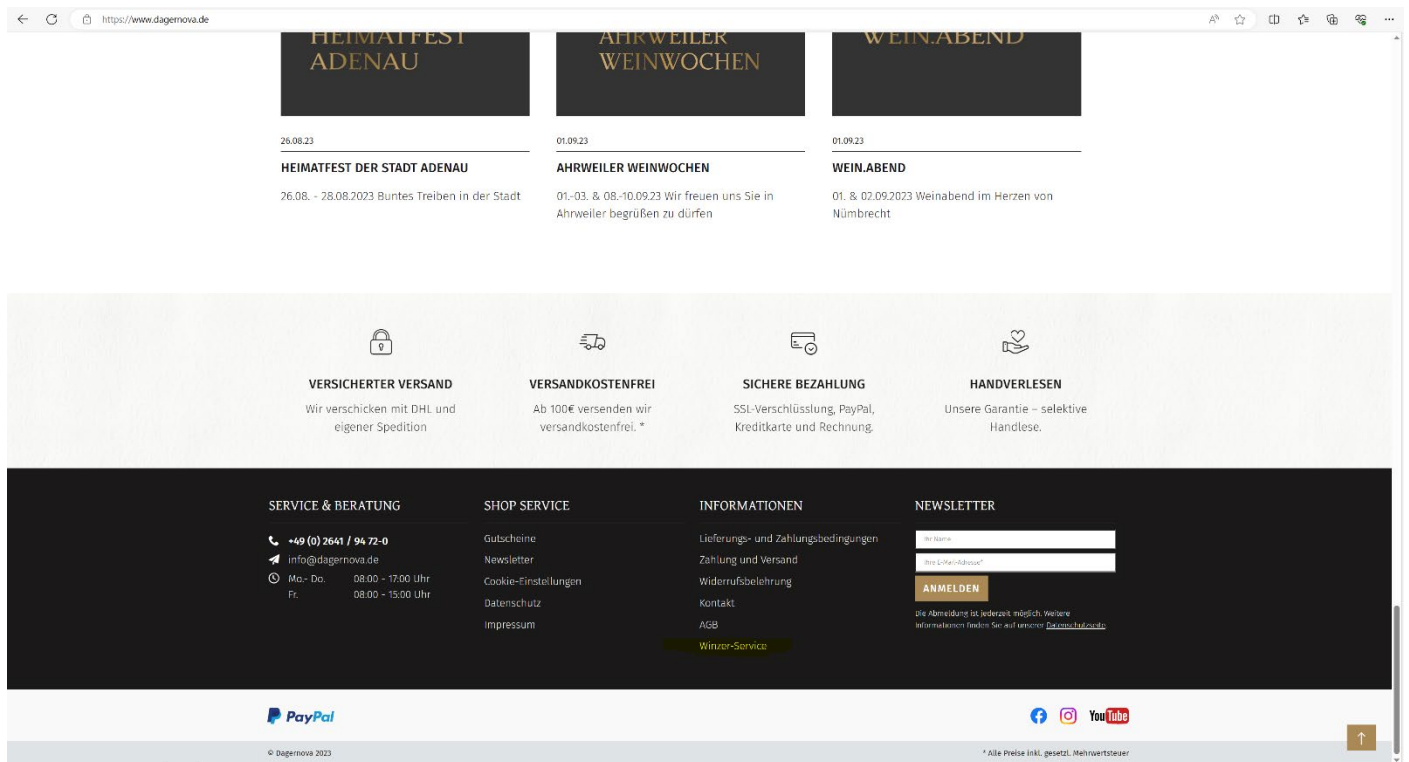 https://www.dagernova.de
HEIMATFEST
ADENAU
AHRWEILER
WEINWOCHEN
WEIN.ABEND
26.08.23
01.09.23
01.09.23
HEIMATFEST DER STADT ADENAU
AHRWEILER WEINWOCHEN
WEIN.ABEND
26.08. - 28.08.2023 Buntes Treiben in der Stadt
01.-03. & 08.-10.09.23 Wir freuen uns Sie in
Ahrweiler begrüßen zu dürfen
01. & 02.09.2023 Weinabend im Herzen von
Nümbrecht
VERSICHERTER VERSAND
Wir verschicken mit DHL und
eigener Spedition
VERSANDKOSTENFREI
Ab 100€ versenden wir
versandkostenfrei. *
SICHERE BEZAHLUNG
SSL-Verschlüsslung, PayPal,
Kreditkarte und Rechnung.
HANDVERLESEN
Unsere Garantie – selektive
Handlese.
SERVICE & BERATUNG
+49 (0) 2641 / 94 72-0
info@dagernova.de
Mo.- Do. 08:00 - 17:00 Uhr
Fr. 08:00 - 15:00 Uhr
SHOP SERVICE
Gutscheine
Newsletter
Cookie-Einstellungen
Datenschutz
Impressum
INFORMATIONEN
Lieferungs- und Zahlungsbedingungen
Zahlung und Versand
Widerrufsbelehrung
Kontakt
AGB
Winzer-Service
NEWSLETTER
Ihr Name
Ihre E-Mail-Adresse*
ANMELDEN
Die Abmeldung ist jederzeit möglich. Weitere
Informationen finden Sie auf unserer Datenschutzseite
PayPal
YouTube
© Dagernova 2023
* Alle Preise inkl. gesetzl. Mehrwertsteuer